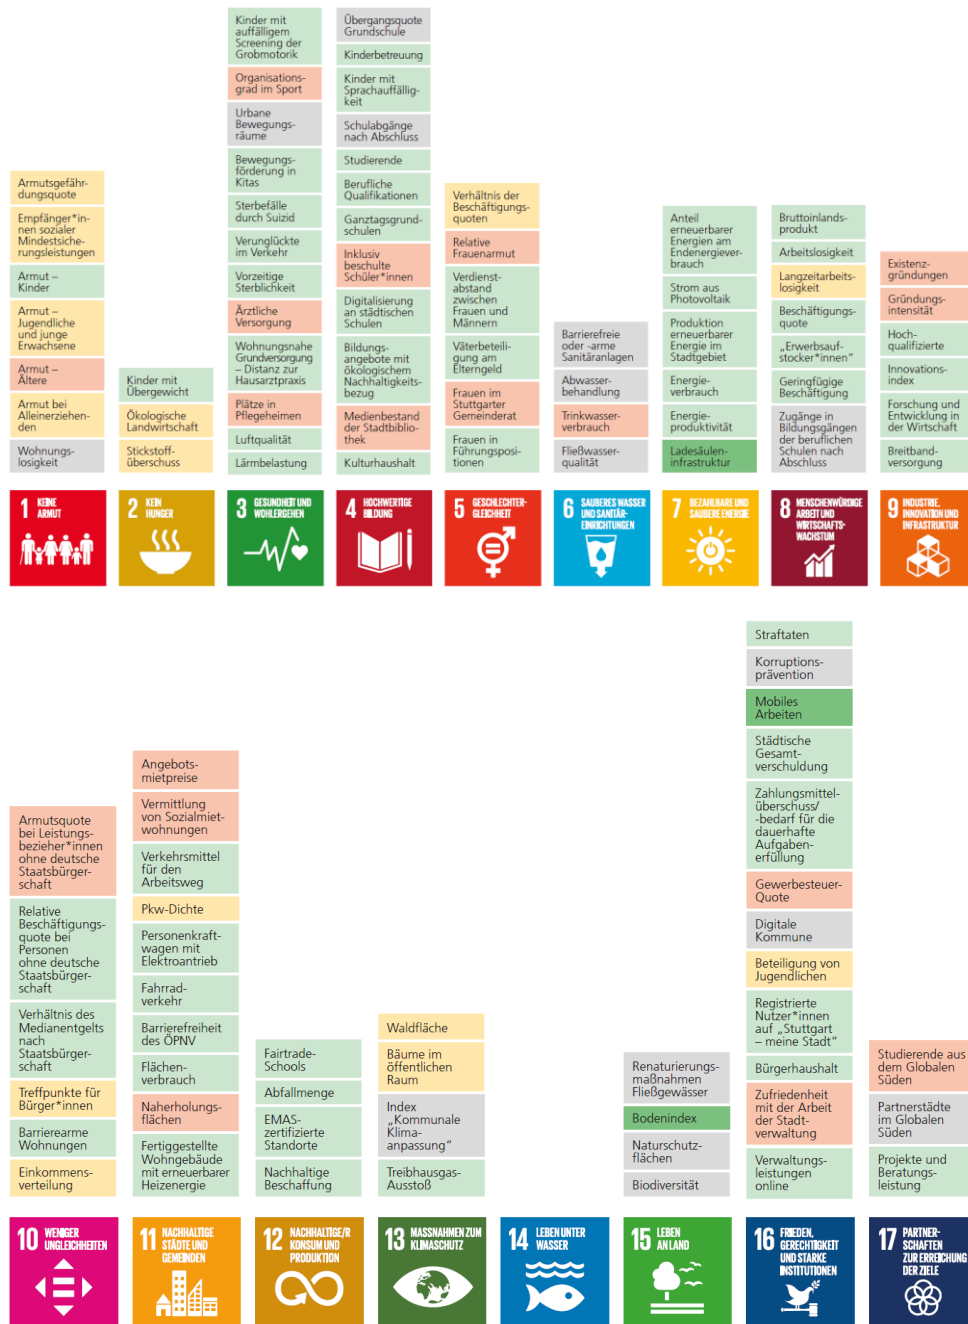 Armutsgefähr-
dungsquote
Empfänger*in-
nen sozialer
Mindestsiche-
rungsleistungen
Armut –
Kinder
Armut –
Jugendliche
und junge
Erwachsene
Armut –
Ältere
Armut bei
Alleinerziehen-
den
Wohnungs-
losigkeit
1 KEINE
ARMUT
Kinder mit
Übergewicht
Ökologische
Landwirtschaft
Stickstoff-
überschuss
2 KEIN
HUNGER
Kinder mit
auffälligem
Screening der
Grobmotorik
Organisations-
grad im Sport
Urbane
Bewegungs-
räume
Bewegungs-
förderung in
Kitas
Sterbefälle
durch Suizid
Verunglückte
im Verkehr
Vorzeitige
Sterblichkeit
Ärztliche
Versorgung
Wohnungsnahe
Grundversorgung
– Distanz zur
Hausarztpraxis
Plätze in
Pflegeheimen
Luftqualität
Lärmbelastung
3 GESUNDHEIT UND
WOHLERGEHEN
Übergangsquote
Grundschule
Kinderbetreuung
Kinder mit
Sprachauffällig-
keit
Schulabgänge
nach Abschluss
Studierende
Berufliche
Qualifikationen
Ganztagsgrund-
schulen
Inklusiv
beschulte
Schüler*innen
Digitalisierung
an städtischen
Schulen
Bildungs-
angebote mit
ökologischem
Nachhaltigkeits-
bezug
Medienbestand
der Stadtbiblio-
thek
Kulturhaushalt
4 HOCHWERTIGE
BILDUNG
Verhältnis der
Beschäftigungs-
quoten
Relative
Frauenarmut
Verdienst-
abstand
zwischen
Frauen und
Männern
Väterbeteili-
gung am
Elterngeld
Frauen im
Stuttgarter
Gemeinderat
Frauen in
Führungsposi-
tionen
5 GESCHLECHTER-
GLEICHHEIT
Barrierefreie
oder -arme
Sanitäranlagen
Abwasser-
behandlung
Trinkwasser-
verbrauch
Fließwasser-
qualität
6 SAUBERES WASSER
UND SANITÄR-
EINRICHTUNGEN
Anteil
erneuerbarer
Energien am
Endenergiever-
brauch
Strom aus
Photovoltaik
Produktion
erneuerbarer
Energie im
Stadtgebiet
Energie-
verbrauch
Energie-
produktivität
Ladesäulen-
infrastruktur
7 BEZAHLBARE UND
SAUBERE ENERGIE
Bruttoinlands-
produkt
Arbeitslosigkeit
Langzeitarbeits-
losigkeit
Beschäftigungs-
quote
„Erwerbsauf-
stocker*innen“
Geringfügige
Beschäftigung
Zugänge in
Bildungsgängen
der beruflichen
Schulen nach
Abschluss
8 MENSCHENWÜRDIGE
ARBEIT UND
WIRTSCHAFTS-
WACHSTUM
Existenz-
gründungen
Gründungs-
intensität
Hoch-
qualifizierte
Innovations-
index
Forschung und
Entwicklung in
der Wirtschaft
Breitband-
versorgung
9 INDUSTRIE,
INNOVATION UND
INFRASTRUKTUR
Armutsquote
bei Leistungs-
bezieher*innen
ohne deutsche
Staatsbürger-
schaft
Relative
Beschäftigungs-
quote bei
Personen
ohne deutsche
Staatsbürger-
schaft
Verhältnis des
Medianentgelts
nach
Staatsbürger-
schaft
Treffpunkte für
Bürger*innen
Barrierearme
Wohnungen
Einkommens-
verteilung
10 WENIGER
UNGLEICHHEITEN
Angebots-
mietpreise
Vermittlung
von Sozialmiet-
wohnungen
Verkehrsmittel
für den
Arbeitsweg
Pkw-Dichte
Personenkraft-
wagen mit
Elektroantrieb
Fahrrad-
verkehr
Barrierefreiheit
des ÖPNV
Flächen-
verbrauch
Naherholungs-
flächen
Fertiggestellte
Wohngebäude
mit erneuerbarer
Heizenergie
11 NACHHALTIGE
STÄDTE UND
GEMEINDEN
Fairtrade-
Schools
Abfallmenge
EMAS-
zertifizierte
Standorte
Nachhaltige
Beschaffung
12 NACHHALTIGE/R
KONSUM UND
PRODUKTION
Waldfläche
Bäume im
öffentlichen
Raum
Index
„Kommunale
Klima-
anpassung“
Treibhausgas-
Ausstoß
13 MASSNAHMEN ZUM
KLIMASCHUTZ
14 LEBEN UNTER
WASSER
Renaturierungs-
maßnahmen
Fließgewässer
Bodenindex
Naturschutz-
flächen
Biodiversität
15 LEBEN
AN LAND
Straftaten
Korruptions-
prävention
Mobiles
Arbeiten
Städtische
Gesamt-
verschuldung
Zahlungsmittel-
überschuss/
-bedarf für die
dauerhafte
Aufgaben-
erfüllung
Gewerbesteuer-
Quote
Digitale
Kommune
Beteiligung von
Jugendlichen
Registrierte
Nutzer*innen
auf „Stuttgart
– meine Stadt“
Bürgerhaushalt
Zufriedenheit
mit der Arbeit
der Stadt-
verwaltung
Verwaltungs-
leistungen
online
16 FRIEDEN,
GERECHTIGKEIT
UND STARKE
INSTITUTIONEN
Studierende aus
dem Globalen
Süden
Partnerstädte
im Globalen
Süden
Projekte und
Beratungs-
leistung
17 PARTNER-
SCHAFTEN
ZUR ERREICHUNG
DER ZIELE